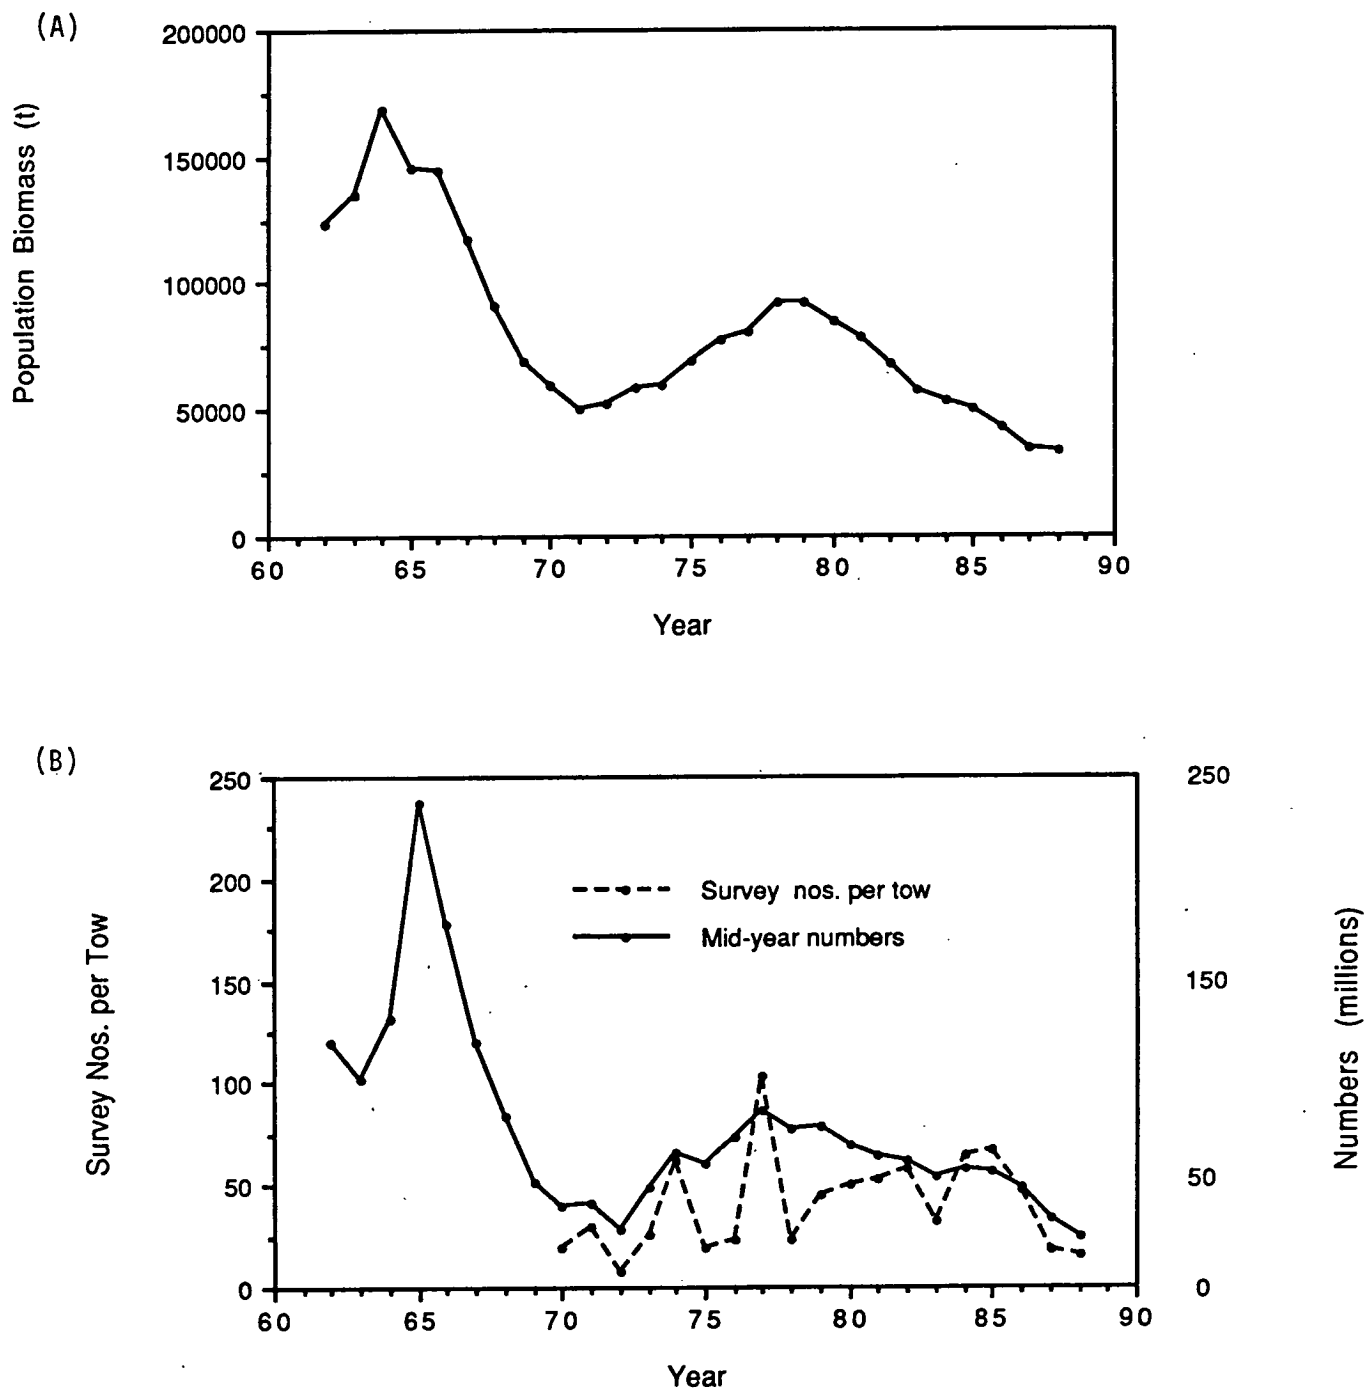 (A)
Population Biomass (t)
200000
150000
100000
50000
0
60 65 70 75 80 85 90
Year
(B)
Survey Nos. per Tow
250
200
150
100
50
0
Survey nos. per tow
Mid-year numbers
250
150
50
0
Numbers (millions)
60 65 70 75 80 85 90
Year